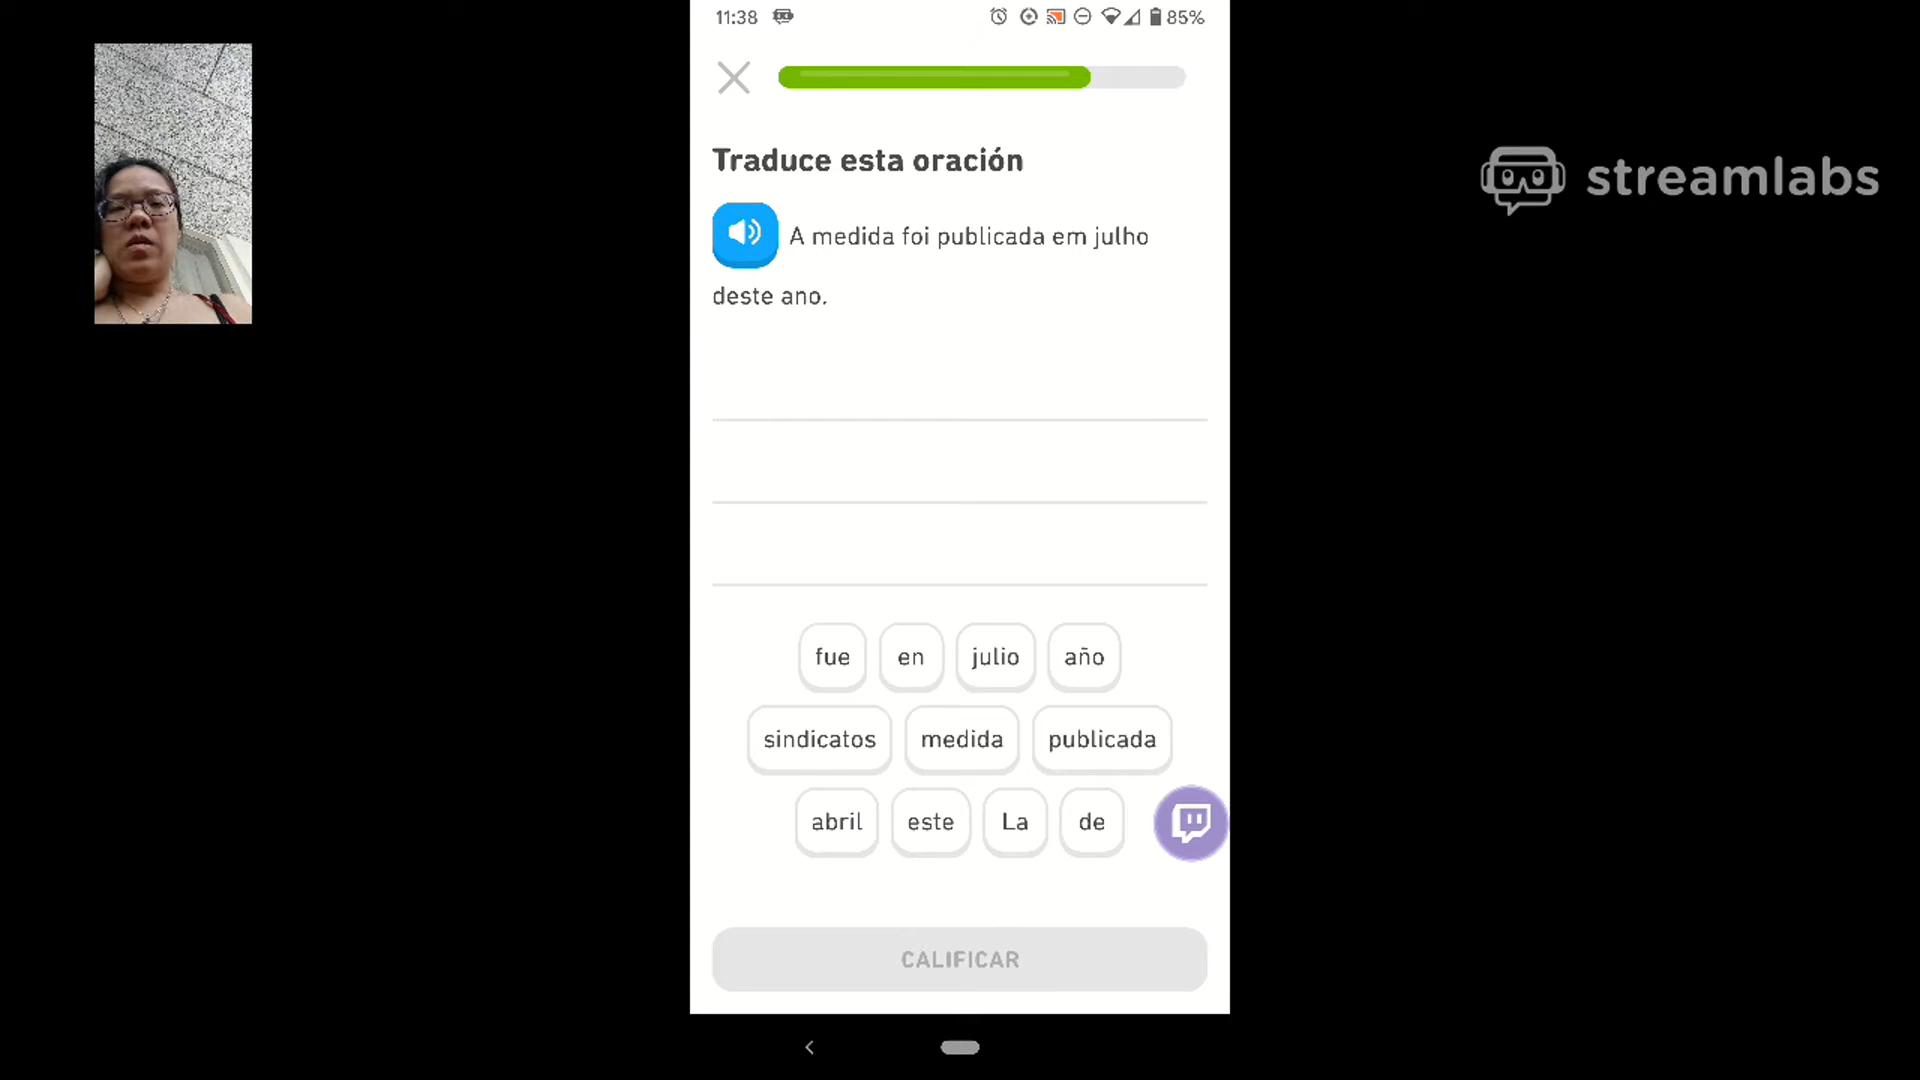 11:38 85%
streamlabs
Traduce esta oración
A medida foi publicada em julho
deste ano.
fue en julio año
sindicatos medida publicada
abril este La de
CALIFICAR